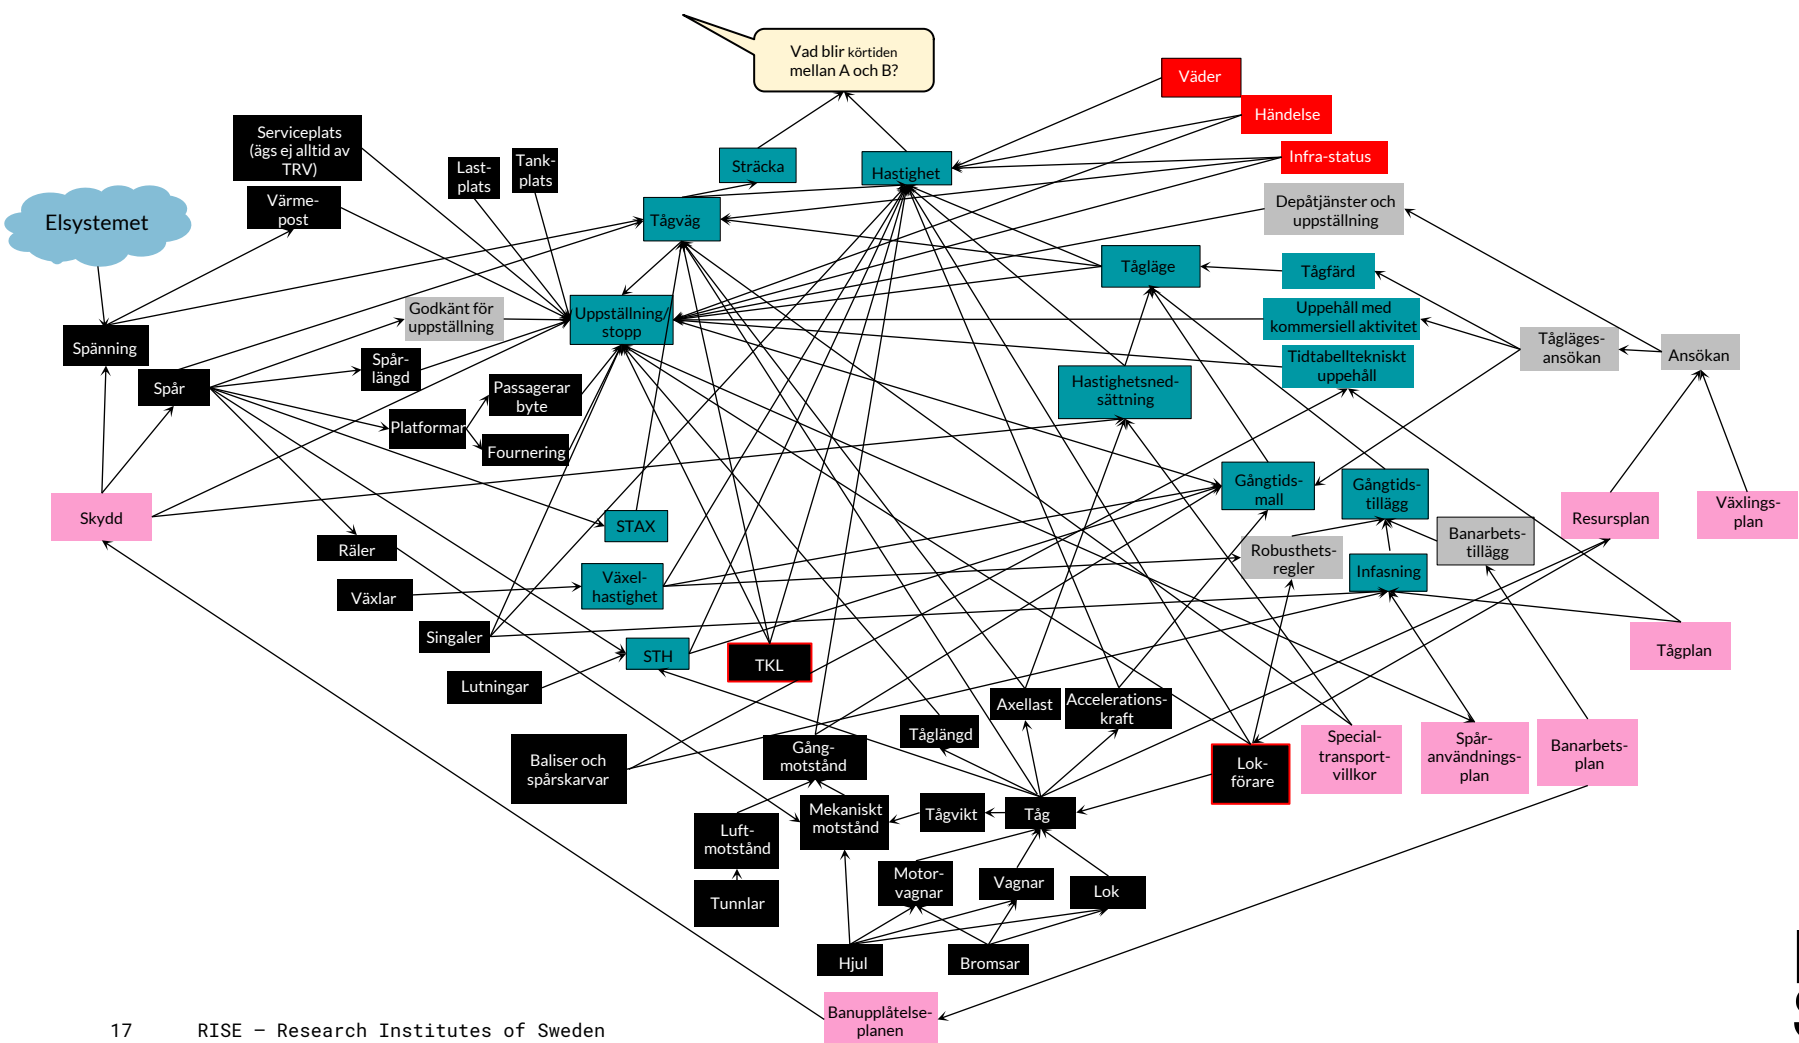 Vad blir körtiden
mellan A och B?
Väder
Händelse
Infra-status
Serviceplats
(ägs ej alltid av
TRV)
Last-
plats
Tank-
plats
Sträcka
Hastighet
Värme-
post
Elsystemet
Tågväg
Depåtjänster och
uppställning
Tågläge
Tågfärd
Godkänt för
uppställning
Uppställning/
stopp
Uppehåll med
kommersiell aktivitet
Spänning
Spår
Spår-
längd
Tidtabelltekniskt
uppehåll
Tågläges-
ansökan
Ansökan
Passagerar
byte
Hastighetsned-
sättning
Platformar
Fournering
Skydd
Gångtids-
mall
Gångtids-
tillägg
Resursplan
Växlings-
plan
STAX
Räler
Robusthets-
regler
Banarbets-
tillägg
Växel-
hastighet
Infasning
Växlar
Singaler
STH
TKL
Tågplan
Lutningar
Axellast
Accelerations-
kraft
Tåglängd
Baliser och
spårskarvar
Gång-
motstånd
Lok-
förare
Special-
transport-
villkor
Spår-
användnings-
plan
Banarbets-
plan
Luft-
motstånd
Mekaniskt
motstånd
Tågvikt
Tåg
Motor-
vagnar
Vagnar
Lok
Tunnlar
Hjul
Bromsar
Banupplåtelse-
planen
17 RISE — Research Institutes of Sweden